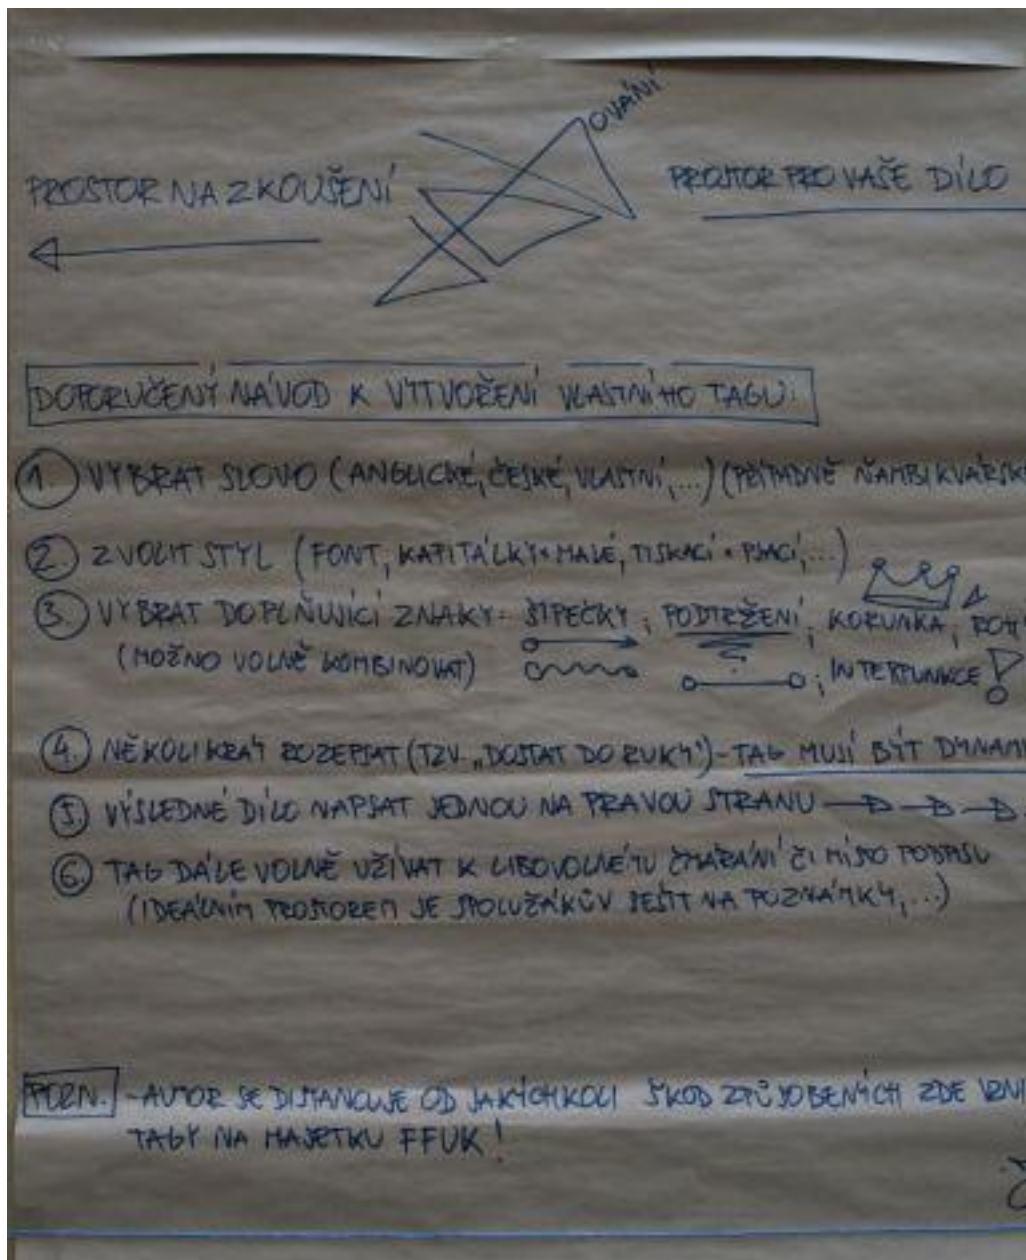 OVÁNÍ
PROSTOR NA ZKOUŠENÍ
PROSTOR PRO VAŠE DÍLO
DOPORUČENÝ NÁVOD K VYTVOŘENÍ VLASTNÍHO TAGU:
1. VYBRAT SLOVO (ANGLICKÉ, ČESKÉ, VLASTNÍ, ...) (PŘÍPADNĚ ŇAMBIKVÁRSK
2. ZVOLIT STYL (FONT, KAPITÁLKY × MALÉ, TISKACÍ × PSACÍ, ...)
3. VYBRAT DOPLŇUJÍCÍ ZNAKY: ŠIPEČKY; PODTRŽENÍ; KORUNKA,
(MOŽNO VOLNĚ KOMBINOVAT) ; INTERPUNKCE
4. NĚKOLIKRÁT ROZEPSAT (TZV. „DOSTAT DO RUKY") - TAG MUSÍ BÝT DYNAMI
5. VÝSLEDNÉ DÍLO NAPSAT JEDNOU NA PRAVOU STRANU
6. TAG DÁLE VOLNĚ UŽÍVAT K LIBOVOLNÉMU ČMÁRÁNÍ ČI MÍSTO PODPISU
(IDEÁLNÍM PROSTOREM JE SPOLUŽÁKŮV SEŠIT NA POZNÁMKY, ...)
POZN. - AUTOR SE DISTANCUJE OD JAKÝCHKOLI ŠKOD ZPŮSOBENÝCH ZDE VZNI
TAGY NA MAJETKU FFUK!